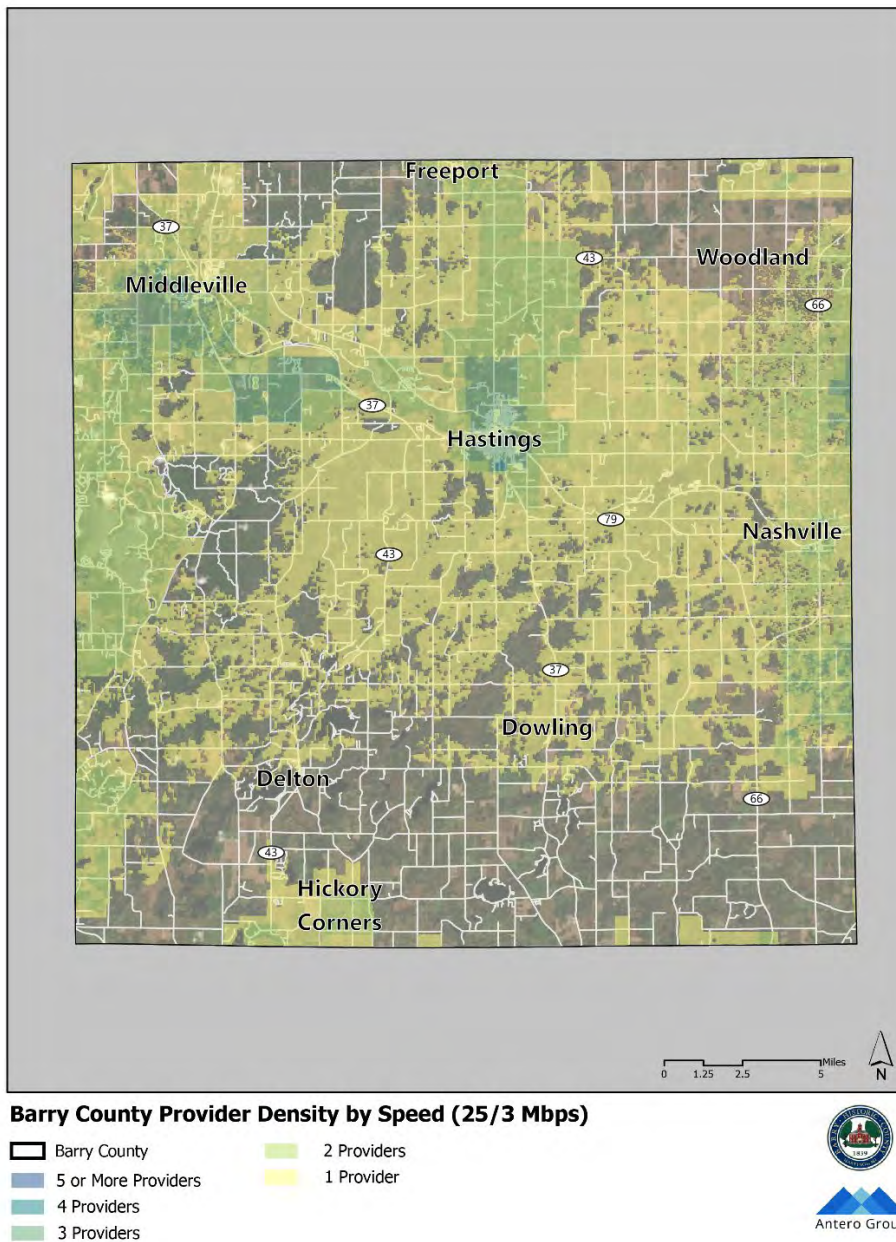 Freeport
37
43
Woodland
Middleville
66
37
Hastings
79
Nashville
43
37
Dowling
Delton
66
43
Hickory
Corners
Miles
0 1.25 2.5 5
N
Barry County Provider Density by Speed (25/3 Mbps)
Barry County
5 or More Providers
4 Providers
3 Providers
2 Providers
1 Provider
1839
Antero Grou